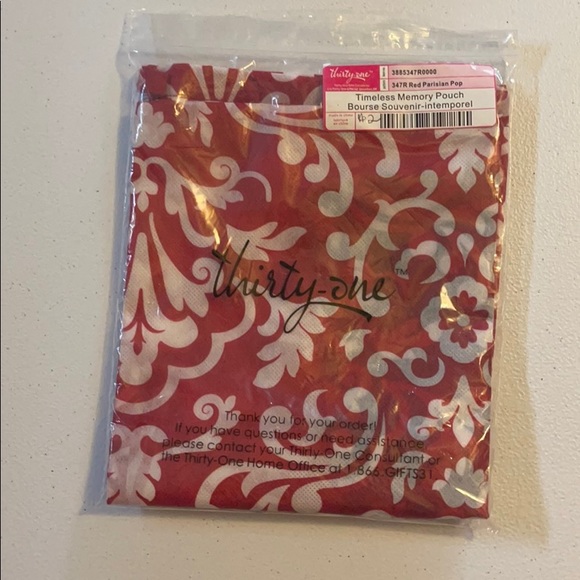 thirty-one
3885347R0000
347R Red Parisian Pop
Timeless Memory Pouch
Bourse Souvenir-intemporel
thirty-one™
Thank you for your order!
If you have questions or need assistance
please contact your Thirty-One Consultant or
the Thirty-One Home Office at 1.866.GIFTS31